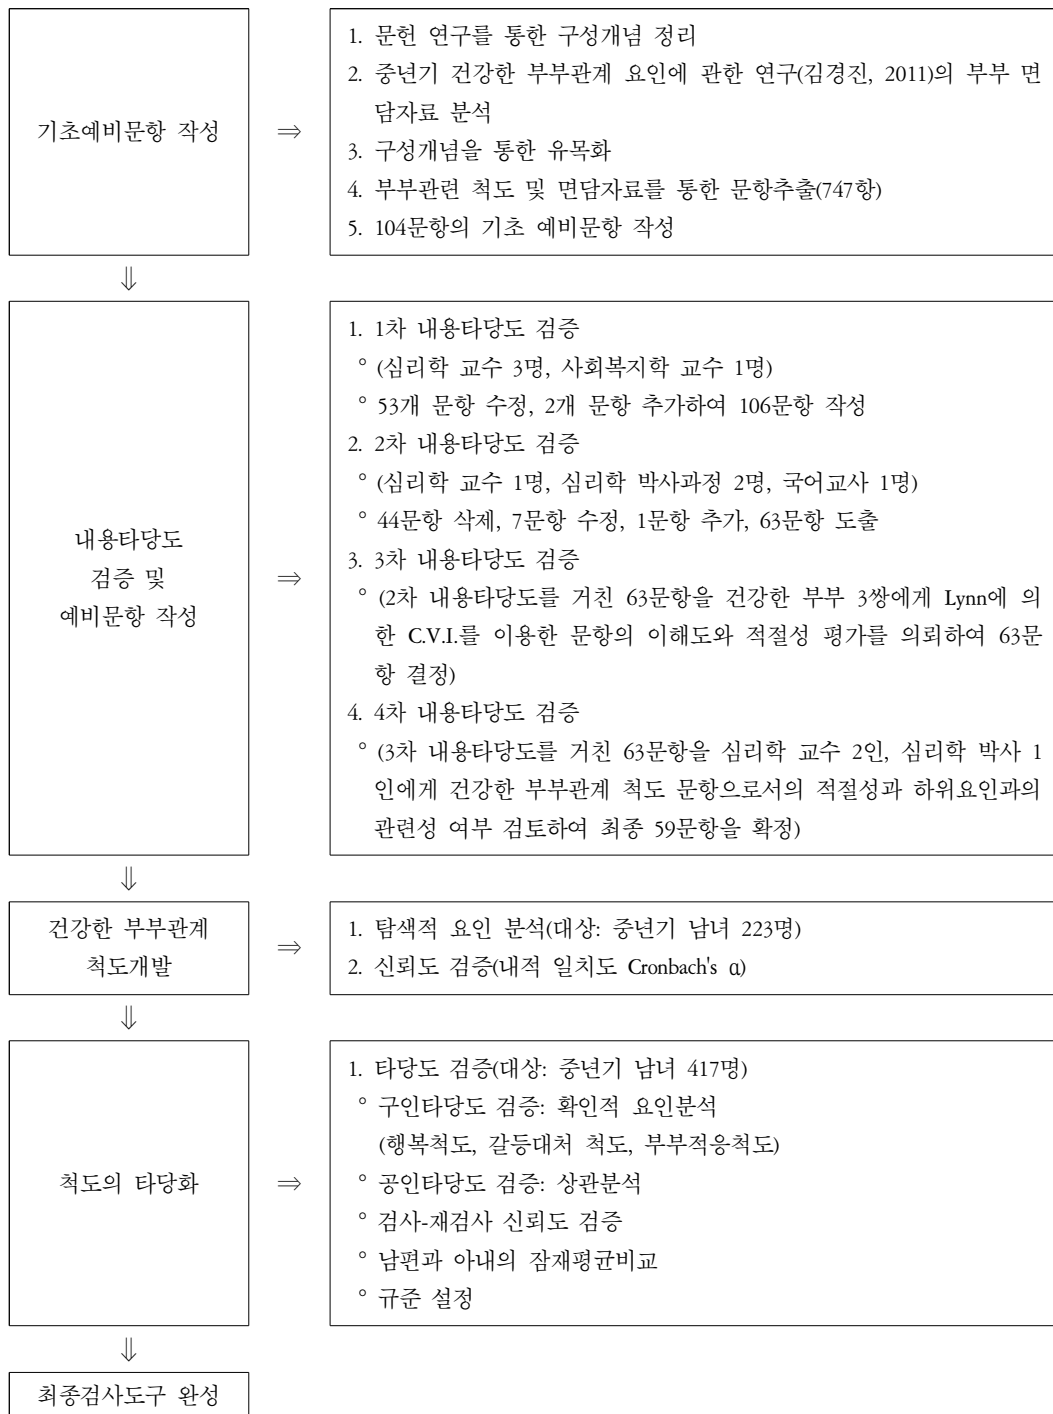 기초예비문항 작성
⇒
1. 문헌 연구를 통한 구성개념 정리
2. 중년기 건강한 부부관계 요인에 관한 연구(김경진, 2011)의 부부 면
담자료 분석
3. 구성개념을 통한 유목화
4. 부부관련 척도 및 면담자료를 통한 문항추출(747항)
5. 104문항의 기초 예비문항 작성
⇓
내용타당도
검증 및
예비문항 작성
⇒
1. 1차 내용타당도 검증
° (심리학 교수 3명, 사회복지학 교수 1명)
° 53개 문항 수정, 2개 문항 추가하여 106문항 작성
2. 2차 내용타당도 검증
° (심리학 교수 1명, 심리학 박사과정 2명, 국어교사 1명)
° 44문항 삭제, 7문항 수정, 1문항 추가, 63문항 도출
3. 3차 내용타당도 검증
° (2차 내용타당도를 거친 63문항을 건강한 부부 3쌍에게 Lynn에 의
한 C.V.I.를 이용한 문항의 이해도와 적절성 평가를 의뢰하여 63문
항 결정)
4. 4차 내용타당도 검증
° (3차 내용타당도를 거친 63문항을 심리학 교수 2인, 심리학 박사 1
인에게 건강한 부부관계 척도 문항으로서의 적절성과 하위요인과의
관련성 여부 검토하여 최종 59문항을 확정)
⇓
건강한 부부관계
척도개발
⇒
1. 탐색적 요인 분석(대상: 중년기 남녀 223명)
2. 신뢰도 검증(내적 일치도 Cronbach's α)
⇓
척도의 타당화
⇒
1. 타당도 검증(대상: 중년기 남녀 417명)
° 구인타당도 검증: 확인적 요인분석
(행복척도, 갈등대처 척도, 부부적응척도)
° 공인타당도 검증: 상관분석
° 검사-재검사 신뢰도 검증
° 남편과 아내의 잠재평균비교
° 규준 설정
⇓
최종검사도구 완성